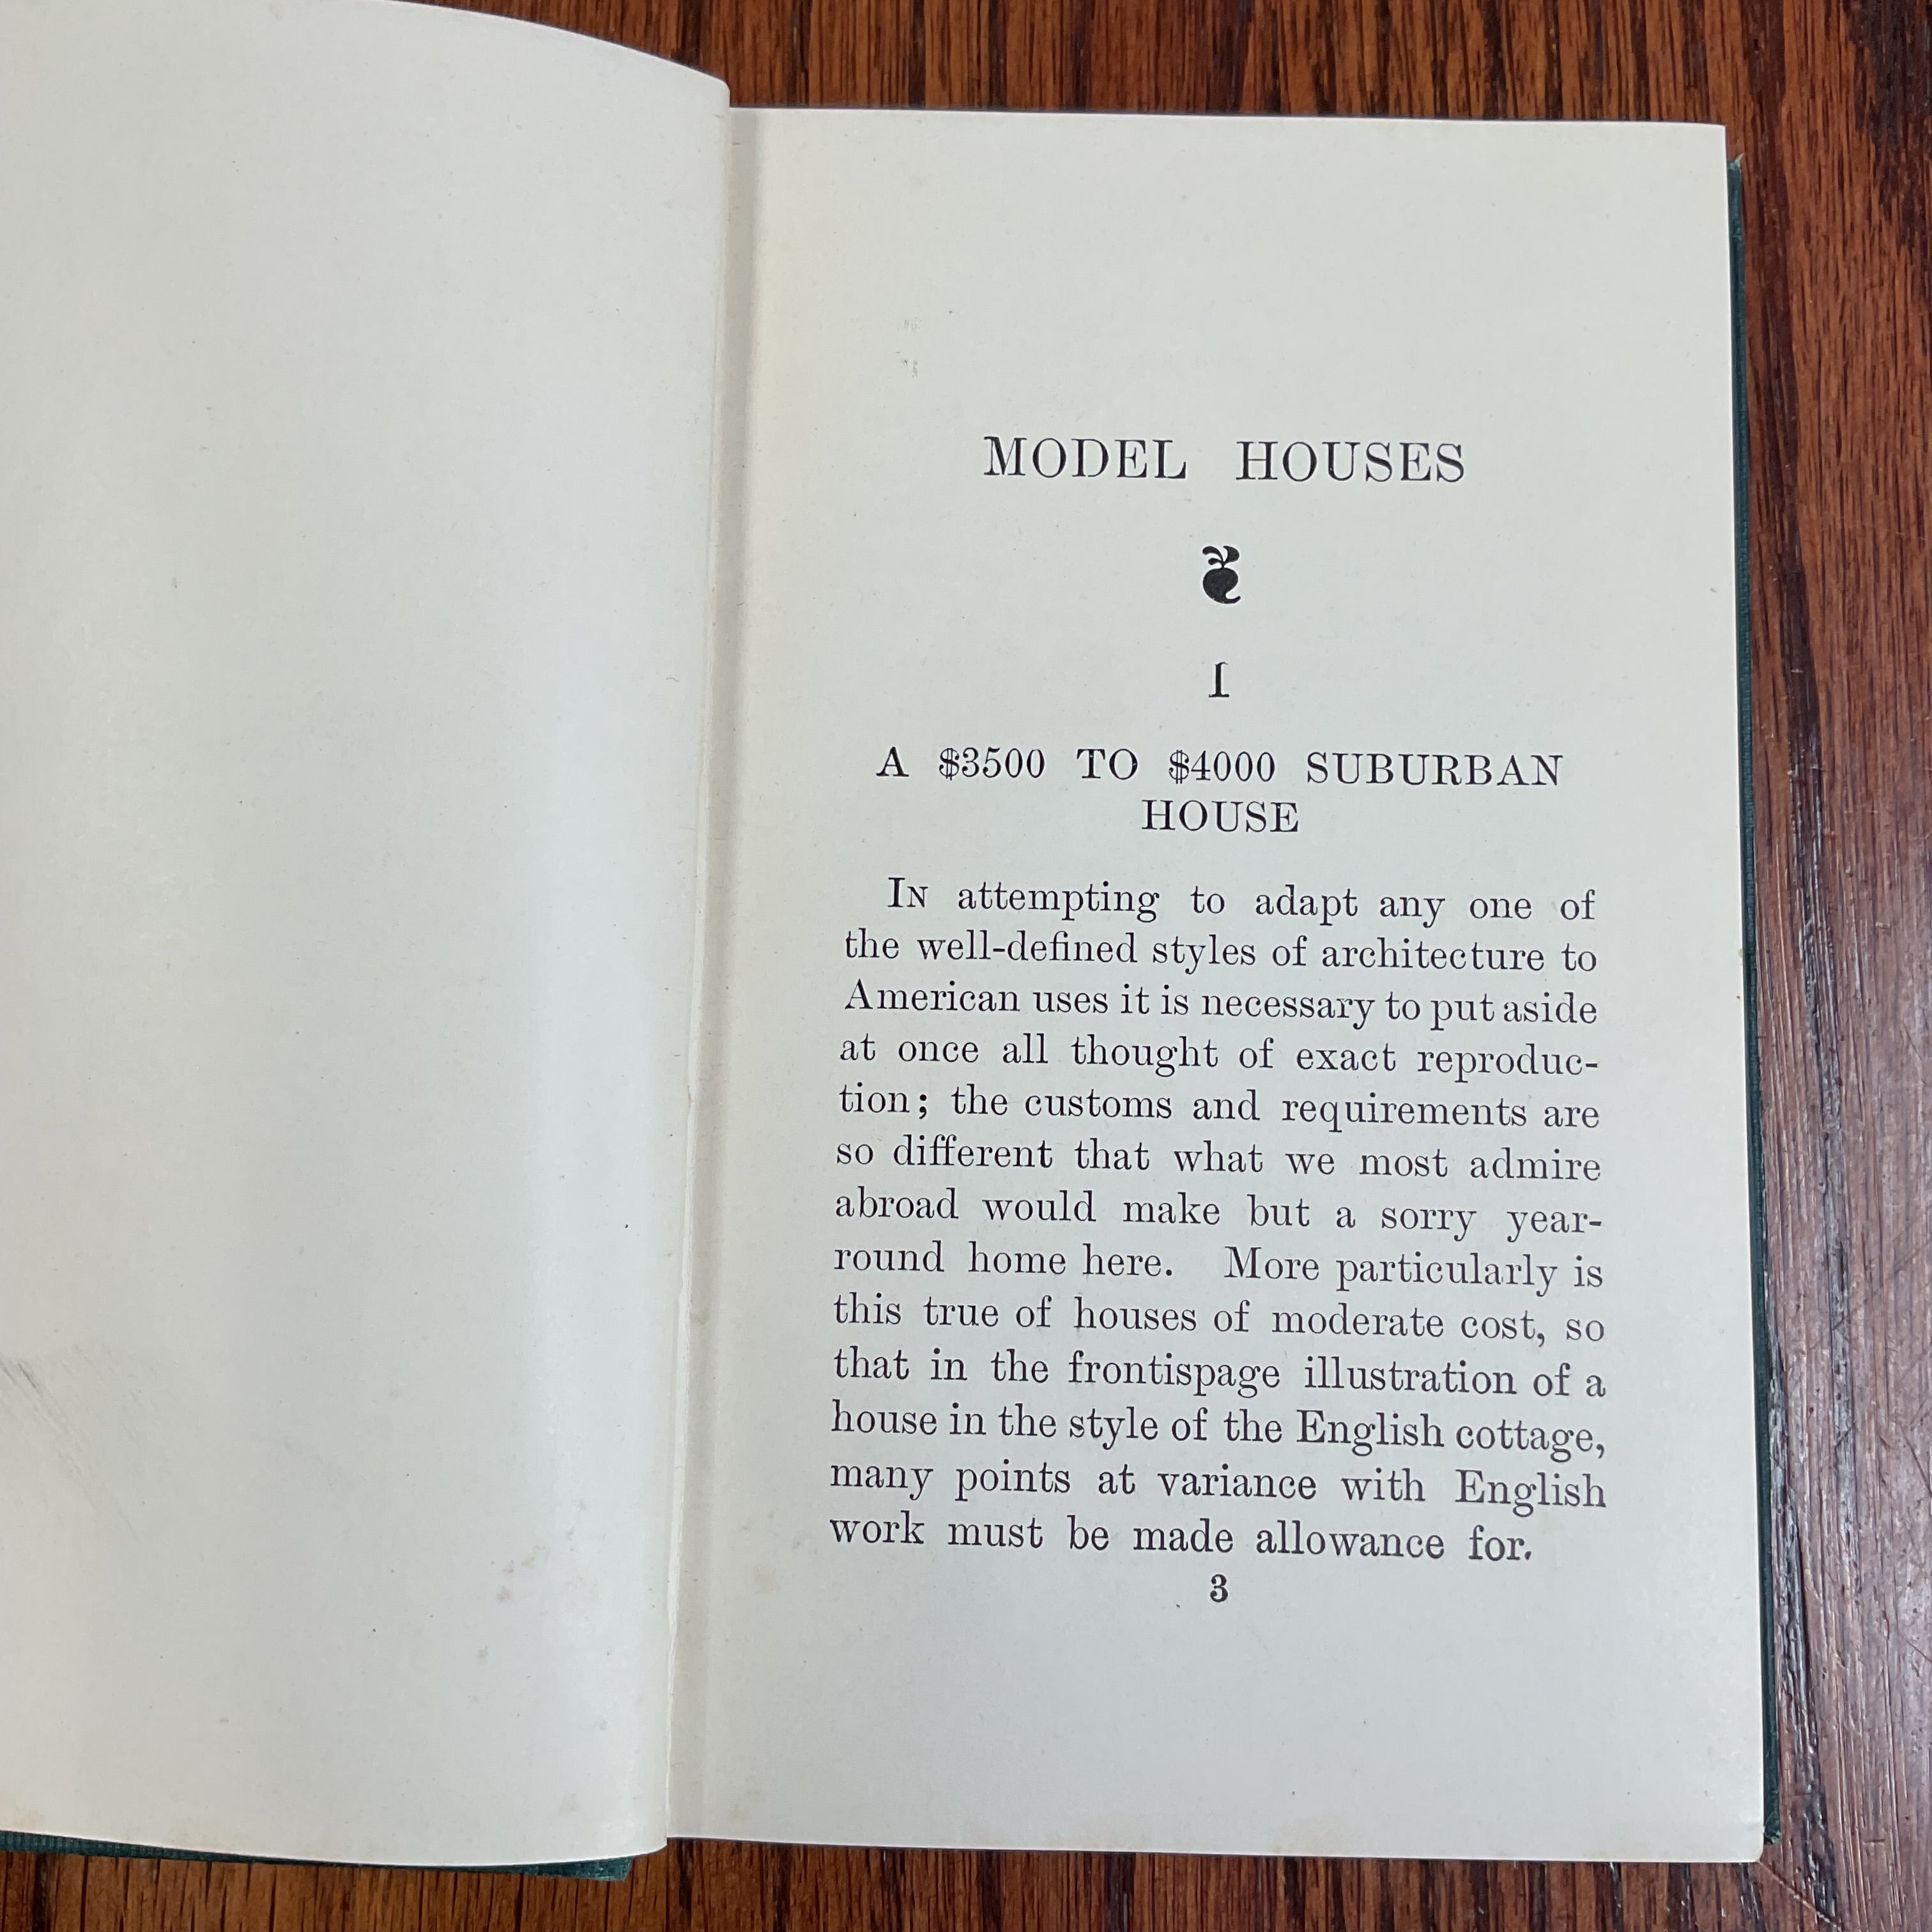 MODEL HOUSES
I
A $3500 TO $4000 SUBURBAN
HOUSE
IN attempting to adapt any one of
the well-defined styles of architecture to
American uses it is necessary to put aside
at once all thought of exact reproduc-
tion; the customs and requirements are
so different that what we most admire
abroad would make but a sorry year-
round home here. More particularly is
this true of houses of moderate cost, so
that in the frontispage illustration of a
house in the style of the English cottage,
many points at variance with English
work must be made allowance for.
3